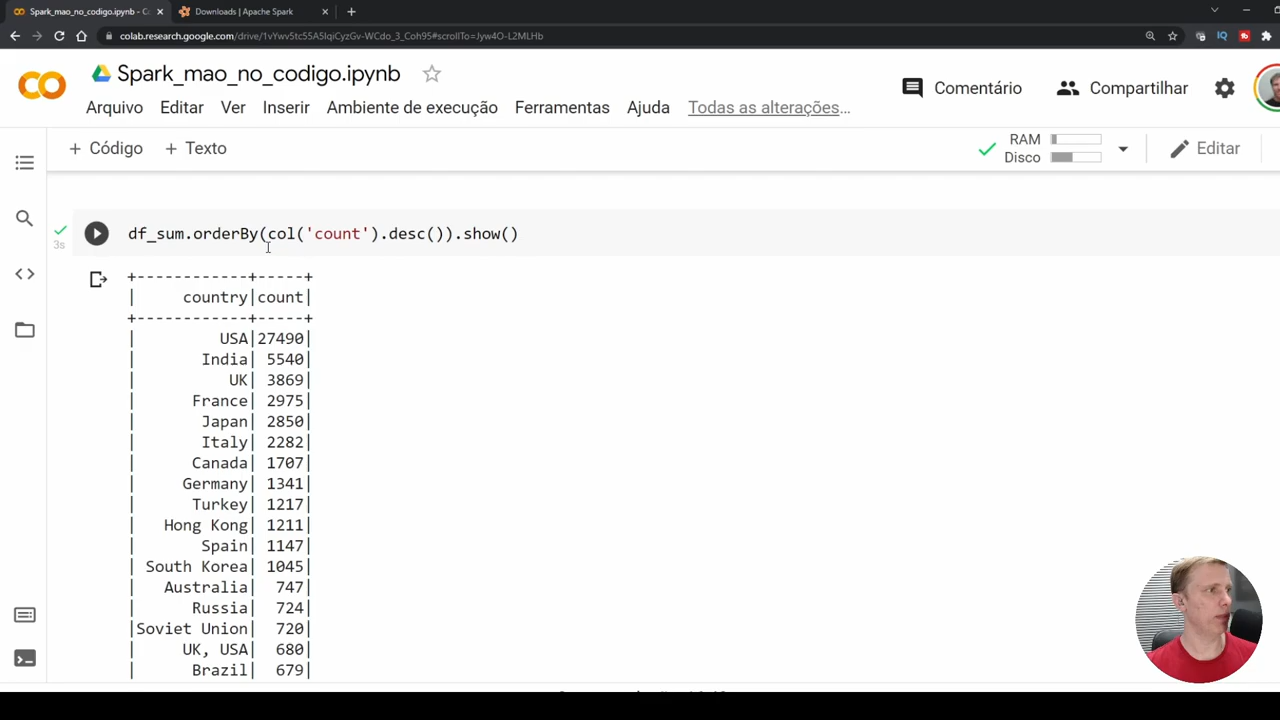 Spark_mao_no_codigo.ipynb - C
Downloads | Apache Spark
colab.research.google.com/drive/1vYwv5tc55A5IqiCyzGv-WCdo_3_Coh95#scrollTo=Jyw4O-L2MLHb
Spark_mao_no_codigo.ipynb
Comentário
Compartilhar
Arquivo Editar Ver Inserir Ambiente de execução Ferramentas Ajuda Todas as alterações…
+ Código + Texto
RAM
Disco
Editar
3s
df_sum.orderBy(col('count').desc()).show()
+------------+-----+
| country|count|
+------------+-----+
| USA|27490|
| India| 5540|
| UK| 3869|
| France| 2975|
| Japan| 2850|
| Italy| 2282|
| Canada| 1707|
| Germany| 1341|
| Turkey| 1217|
| Hong Kong| 1211|
| Spain| 1147|
| South Korea| 1045|
| Australia| 747|
| Russia| 724|
|Soviet Union| 720|
| UK, USA| 680|
| Brazil| 679|